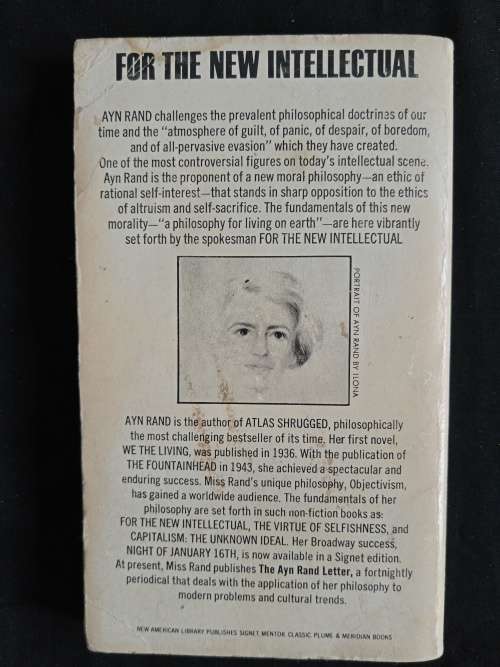 FOR THE NEW INTELLECTUAL
AYN RAND challenges the prevalent philosophical doctrines of our
time and the "atmosphere of guilt, of panic, of despair, of boredom,
and of all-pervasive evasion" which they have created.
One of the most controversial figures on today's intellectual scene,
Ayn Rand is the proponent of a new moral philosophy—an ethic of
rational self-interest—that stands in sharp opposition to the ethics
of altruism and self-sacrifice. The fundamentals of this new
morality—"a philosophy for living on earth"—are here vibrantly
set forth by the spokesman FOR THE NEW INTELLECTUAL
PORTRAIT OF AYN RAND BY ILONA
AYN RAND is the author of ATLAS SHRUGGED, philosophically
the most challenging bestseller of its time. Her first novel,
WE THE LIVING, was published in 1936. With the publication of
THE FOUNTAINHEAD in 1943, she achieved a spectacular and
enduring success. Miss Rand's unique philosophy, Objectivism,
has gained a worldwide audience. The fundamentals of her
philosophy are set forth in such non-fiction books as:
FOR THE NEW INTELLECTUAL, THE VIRTUE OF SELFISHNESS, and
CAPITALISM: THE UNKNOWN IDEAL. Her Broadway success,
NIGHT OF JANUARY 16TH, is now available in a Signet edition.
At present, Miss Rand publishes The Ayn Rand Letter, a fortnightly
periodical that deals with the application of her philosophy to
modern problems and cultural trends.
NEW AMERICAN LIBRARY PUBLISHES SIGNET, MENTOR, CLASSIC, PLUME & MERIDIAN BOOKS